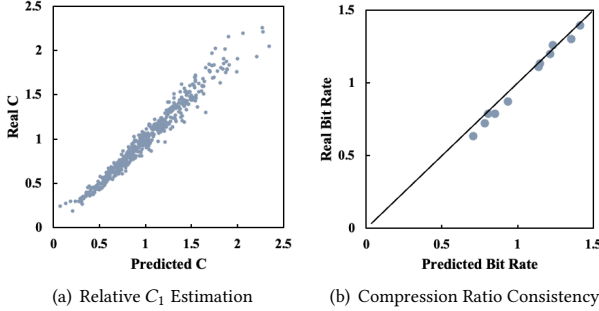 2.5
2
1.5
1
0.5
0
Real C
0 0.5 1 1.5 2 2.5
Predicted C
(a) Relative C₁ Estimation
1.5
1
0.5
0
Real Bit Rate
0 0.5 1 1.5
Predicted Bit Rate
(b) Compression Ratio Consistency